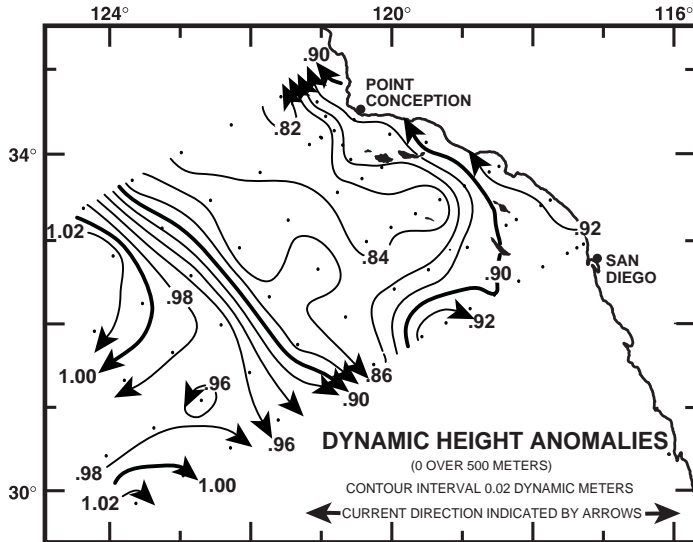 124° 120° 116°
.90
POINT
CONCEPTION
.82
34°
1.02
.92
.84
SAN
DIEGO
.90
.98
.92
1.00
.86
.96
.90
.96
DYNAMIC HEIGHT ANOMALIES
(0 OVER 500 METERS)
.98
1.00
CONTOUR INTERVAL 0.02 DYNAMIC METERS
30°
1.02
CURRENT DIRECTION INDICATED BY ARROWS